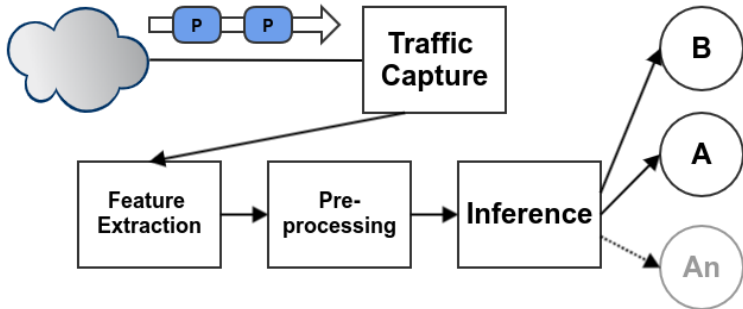 P P
Traffic
Capture
B
A
An
Feature
Extraction
Pre-
processing
Inference